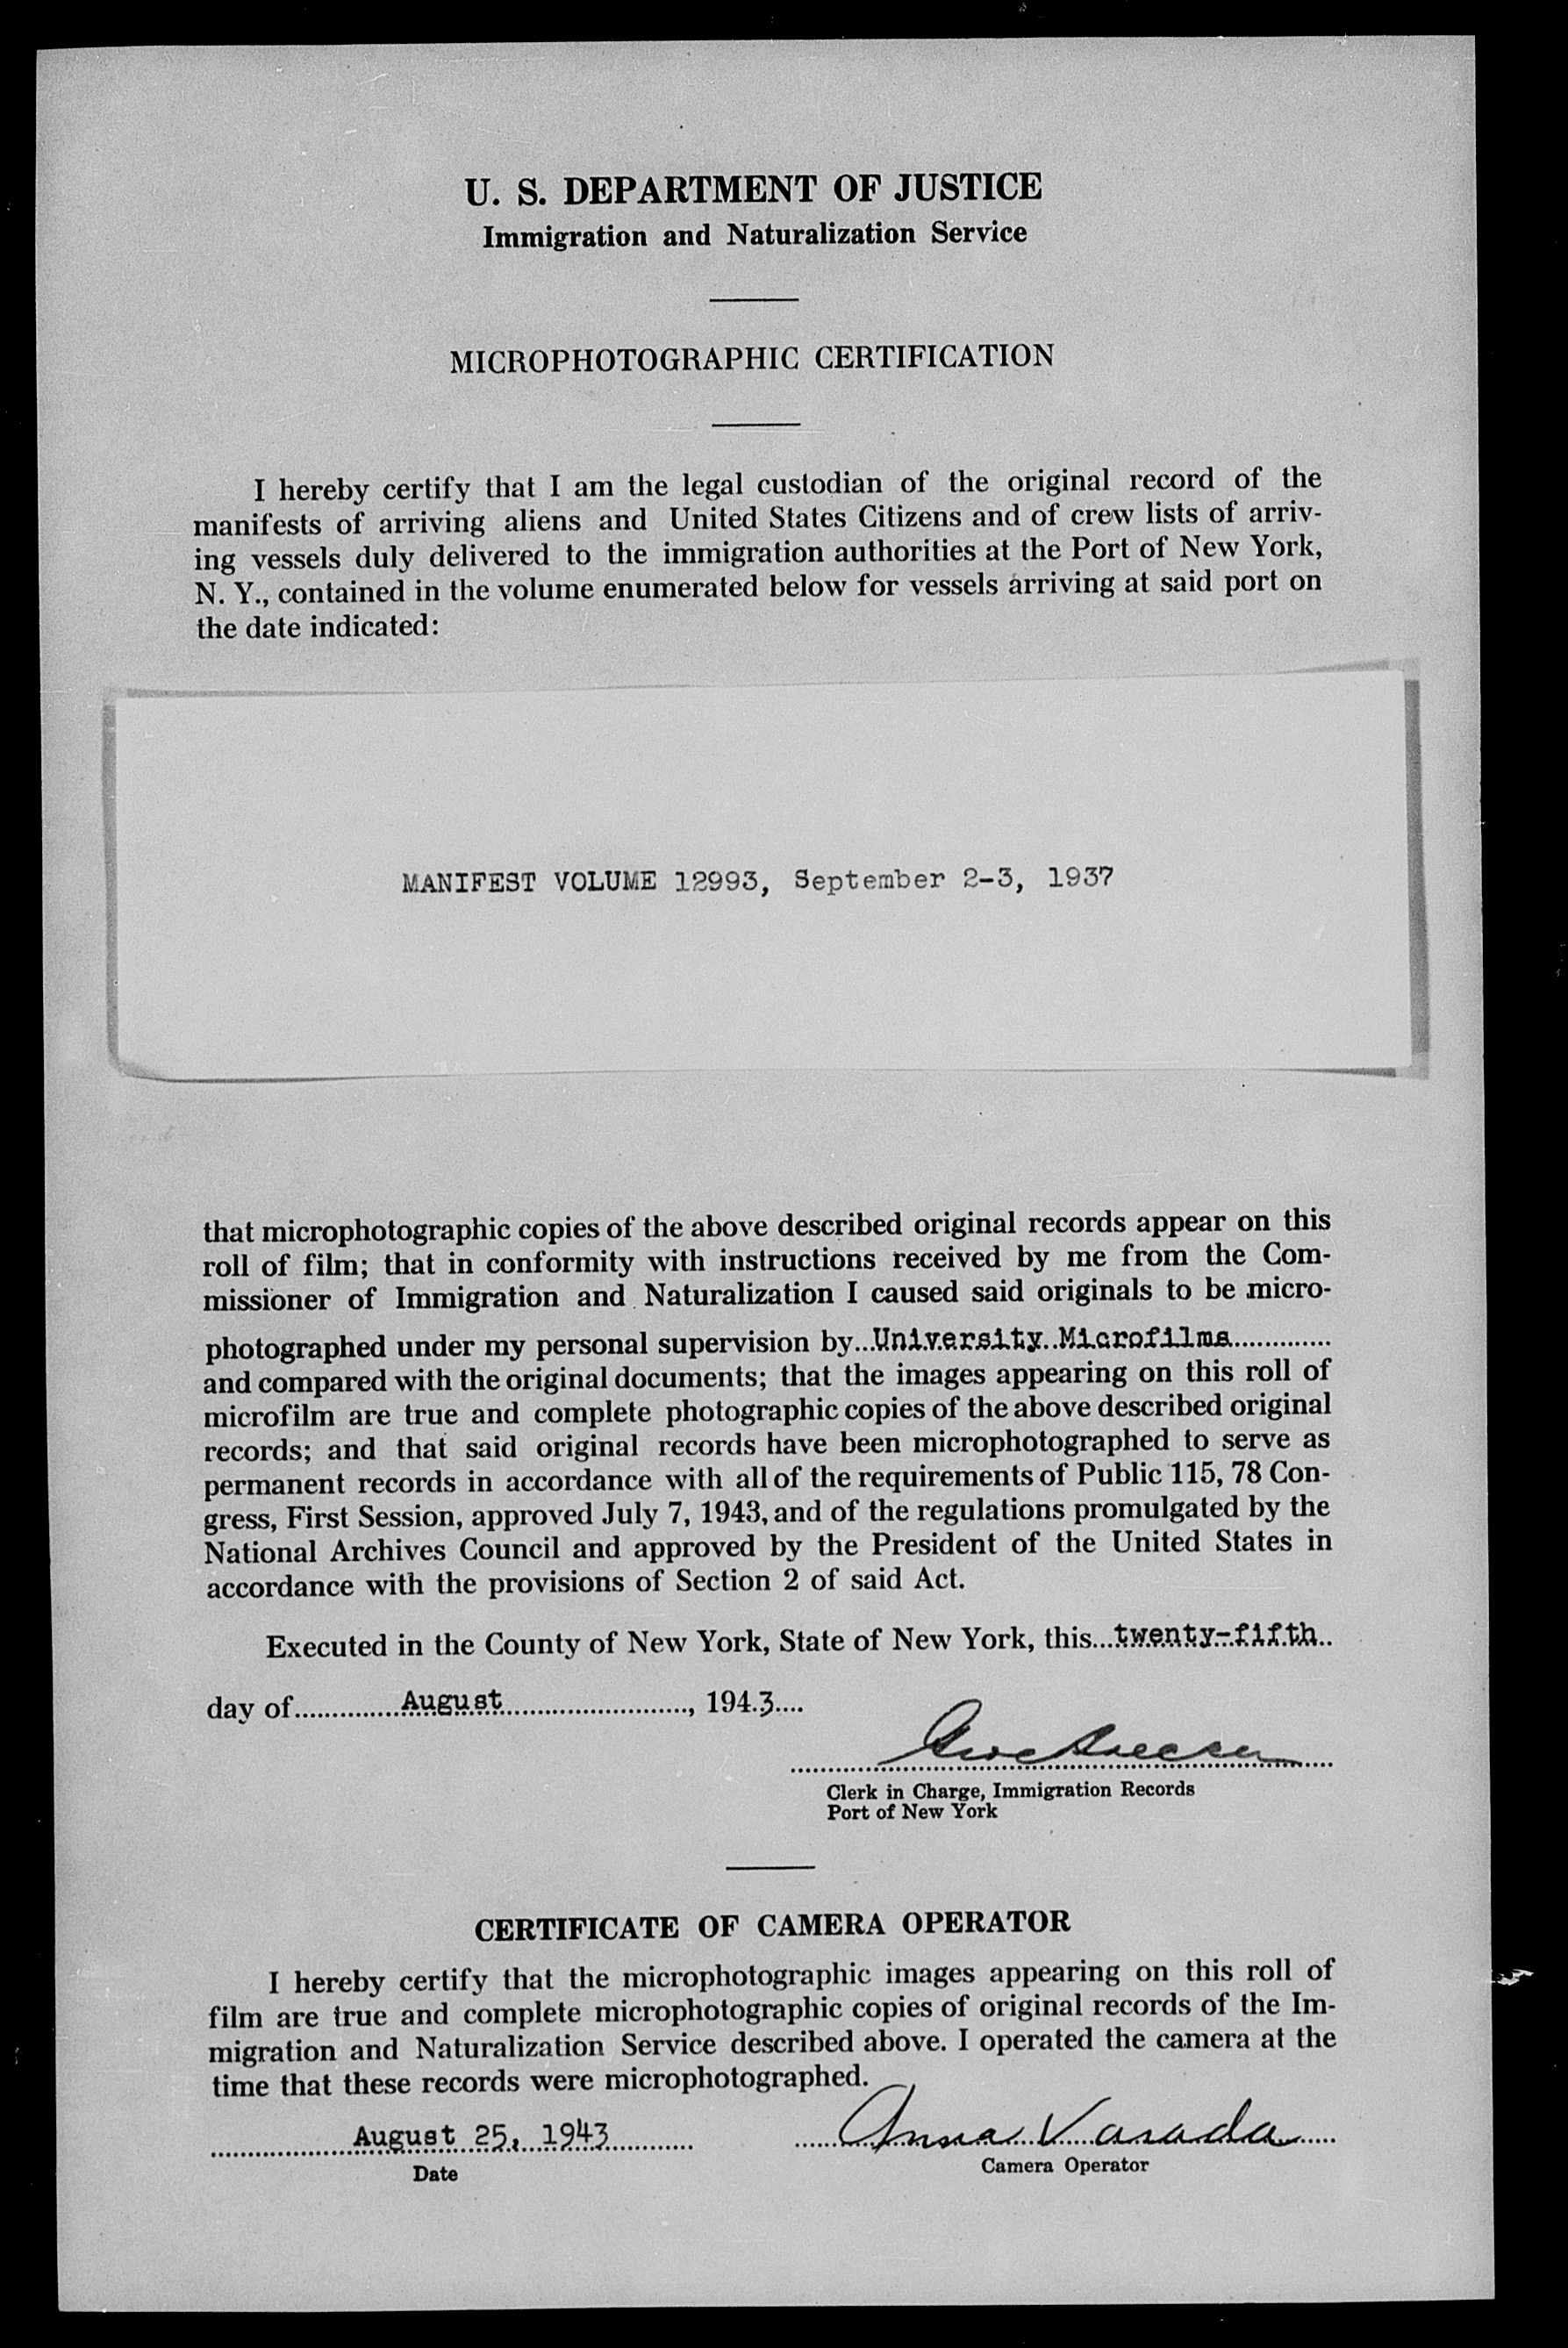 U. S. DEPARTMENT OF JUSTICE
Immigration and Naturalization Service
MICROPHOTOGRAPHIC CERTIFICATION
I hereby certify that I am the legal custodian of the original record of the
manifests of arriving aliens and United States Citizens and of crew lists of arriv-
ing vessels duly delivered to the immigration authorities at the Port of New York,
N. Y., contained in the volume enumerated below for vessels arriving at said port on
the date indicated:
MANIFEST VOLUME 12993, September 2-3, 1937
that microphotographic copies of the above described original records appear on this
roll of film; that in conformity with instructions received by me from the Com-
missioner of Immigration and Naturalization I caused said originals to be micro-
photographed under my personal supervision by...University Microfilms..............
and compared with the original documents; that the images appearing on this roll of
microfilm are true and complete photographic copies of the above described original
records; and that said original records have been microphotographed to serve as
permanent records in accordance with all of the requirements of Public 115, 78 Con-
gress, First Session, approved July 7, 1943, and of the regulations promulgated by the
National Archives Council and approved by the President of the United States in
accordance with the provisions of Section 2 of said Act.
Executed in the County of New York, State of New York, this...twenty-fifth..
day of..............August.........................., 194.3....
Clerk in Charge, Immigration Records
Port of New York
CERTIFICATE OF CAMERA OPERATOR
I hereby certify that the microphotographic images appearing on this roll of
film are true and complete microphotographic copies of original records of the Im-
migration and Naturalization Service described above. I operated the camera at the
time that these records were microphotographed.
August 25, 1943 Anna Varada
Date Camera Operator